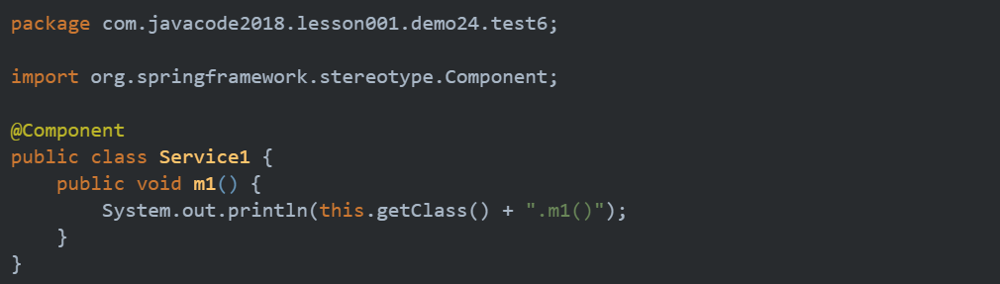 package com.javacode2018.lesson001.demo24.test6;
import org.springframework.stereotype.Component;
@Component
public class Service1 {
    public void m1() {
        System.out.println(this.getClass() + ".m1()");
    }
}